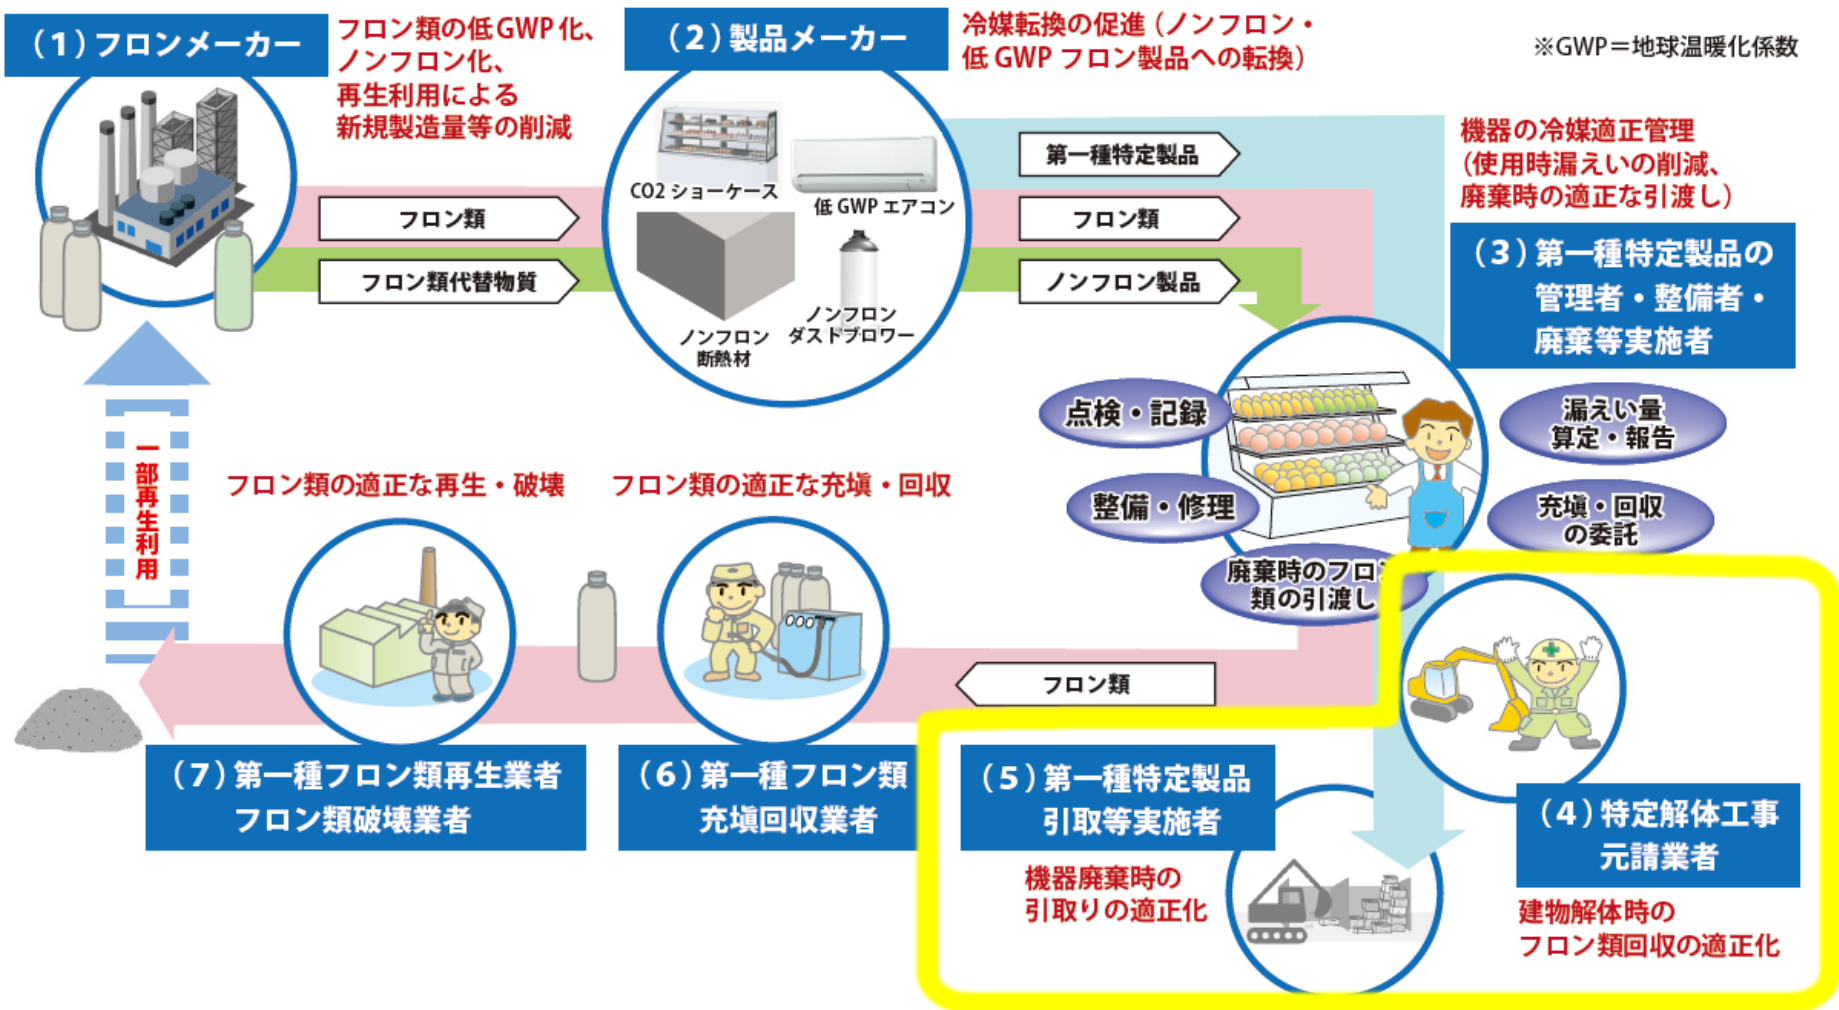 (1)フロンメーカー
フロン類の低GWP化、
ノンフロン化、
再生利用による
新規製造量等の削減
(2)製品メーカー
冷媒転換の促進(ノンフロン・
低GWPフロン製品への転換)
※GWP=地球温暖化係数
CO2ショーケース
低GWPエアコン
ノンフロン
断熱材
ノンフロン
ダストブロワー
フロン類
フロン類代替物質
第一種特定製品
フロン類
ノンフロン製品
機器の冷媒適正管理
(使用時漏えいの削減、
廃棄時の適正な引渡し)
(3)第一種特定製品の
管理者・整備者・
廃棄等実施者
点検・記録
整備・修理
廃棄時のフロン
類の引渡し
漏えい量
算定・報告
充塡・回収
の委託
一部再生利用
フロン類の適正な再生・破壊
フロン類の適正な充塡・回収
フロン類
(7)第一種フロン類再生業者
フロン類破壊業者
(6)第一種フロン類
充塡回収業者
(5)第一種特定製品
引取等実施者
機器廃棄時の
引取りの適正化
(4)特定解体工事
元請業者
建物解体時の
フロン類回収の適正化